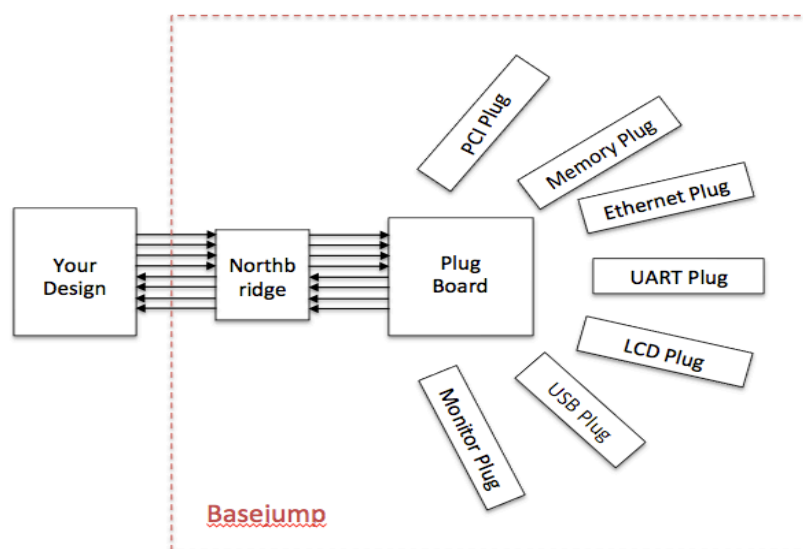 PCI Plug
Memory Plug
Ethernet Plug
Your
Design
Northb
ridge
Plug
Board
UART Plug
LCD Plug
USB Plug
Monitor Plug
Basejump